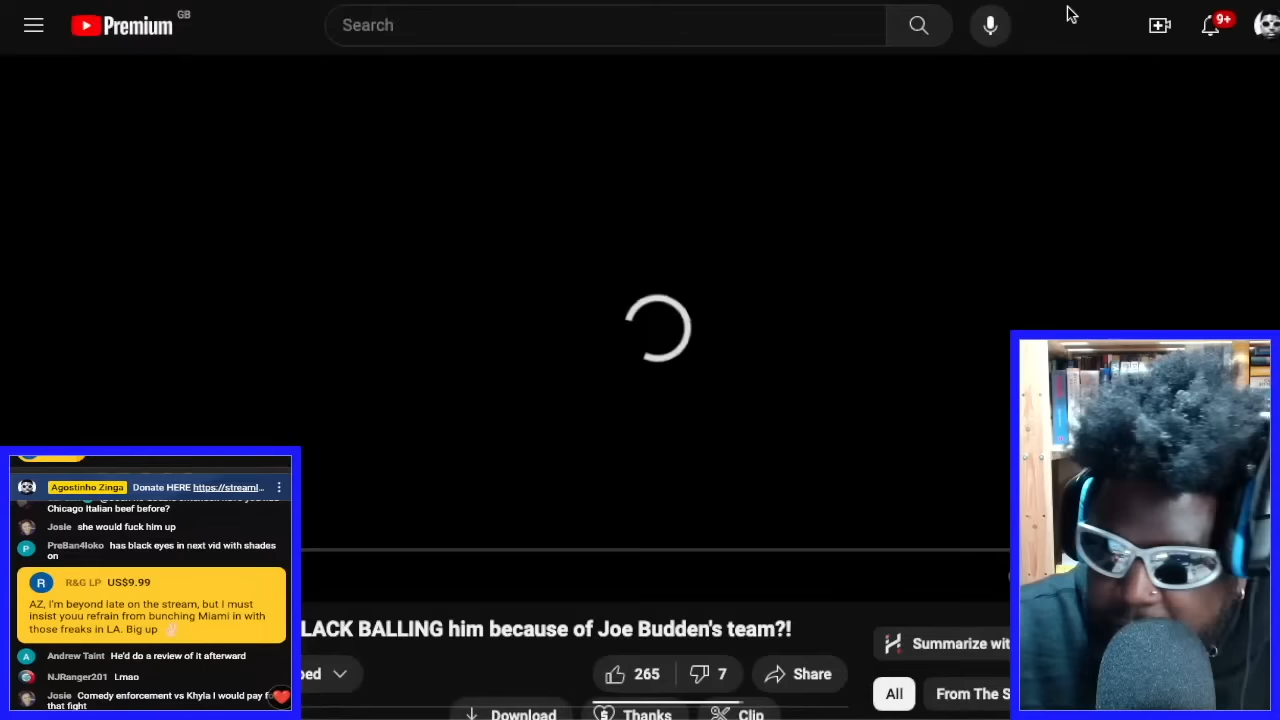 Premium GB
Search
9+
Agostinho Zinga Donate HERE https://streaml...
Chicago Italian beef before?
Josie she would fuck him up
PreBan4loko has black eyes in next vid with shades
on
R R&G LP US$9.99
AZ, I'm beyond late on the stream, but I must
insist youu refrain from bunching Miami in with
those freaks in LA. Big up
A Andrew Taint He'd do a review of it afterward
NJRanger201 Lmao
Josie Comedy enforcement vs Khyla I would pay fo
that fight
LACK BALLING him because of Joe Budden's team?!
bed
265
7
Share
Summarize wit
Download
Thanks
Clip
All
From The S